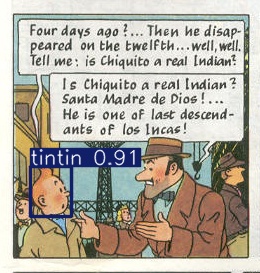 Four days ago?... Then he disap-
peared on the twelfth...well, well.
Tell me: is Chiquito a real Indian?
Is Chiquito a real Indian?
Santa Madre de Dios!...
He is one of last descend-
ants of los Incas!
tintin 0.91